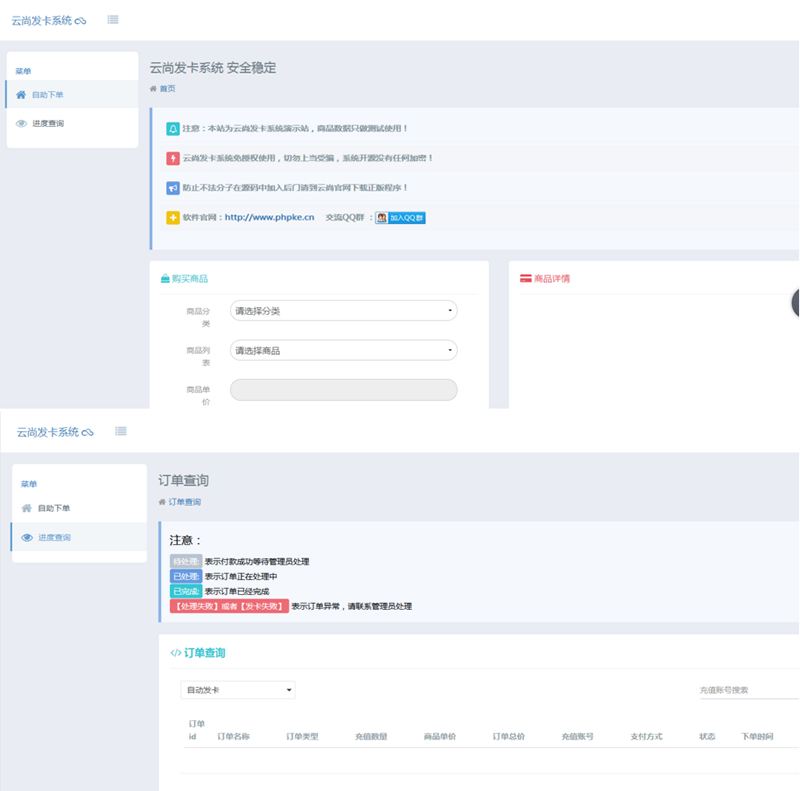 云尚发卡系统
菜单
自助下单
进度查询
云尚发卡系统 安全稳定
首页
注意：本站为云尚发卡系统演示站，商品数据只做测试使用！
云尚发卡系统免授权使用，切勿上当受骗，系统开源没有任何加密！
防止不法分子在源码中加入后门请到云尚官网下载正版程序！
软件官网：http://www.phpke.cn 交流QQ群 ： 加入QQ群
购买商品
商品分类
请选择分类
商品列表
请选择商品
商品单价
商品详情
云尚发卡系统
菜单
自助下单
进度查询
订单查询
订单查询
注意：
待处理: 表示付款成功等待管理员处理
已处理: 表示订单正在处理中
已完成: 表示订单已经完成
【处理失败】或者【发卡失败】 表示订单异常，请联系管理员处理
</> 订单查询
自动发卡
充值账号搜索
订单id 订单名称 订单类型 充值数量 商品单价 订单总价 充值账号 支付方式 状态 下单时间